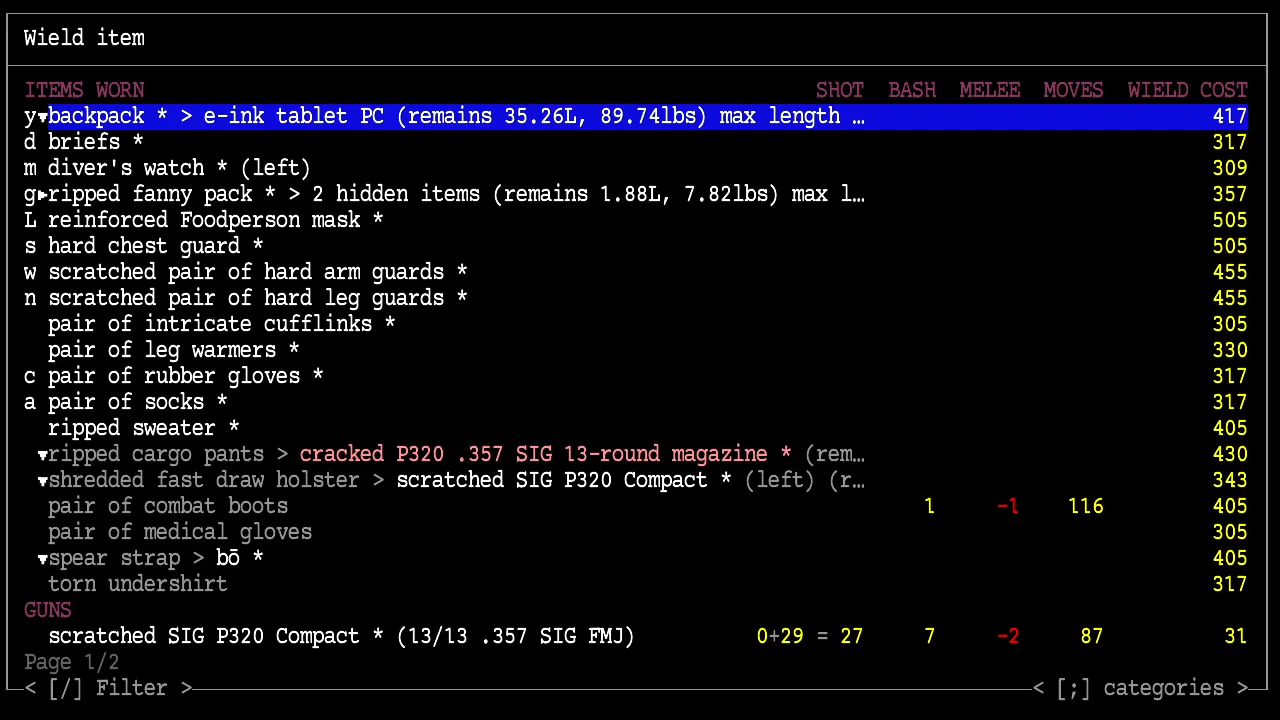 Wield item
ITEMS WORN SHOT BASH MELEE MOVES WIELD COST
y▾backpack * > e-ink tablet PC (remains 35.26L, 89.74lbs) max length … 417
d briefs * 317
m diver's watch * (left) 309
g▸ripped fanny pack * > 2 hidden items (remains 1.88L, 7.82lbs) max l… 357
L reinforced Foodperson mask * 505
s hard chest guard * 505
w scratched pair of hard arm guards * 455
n scratched pair of hard leg guards * 455
pair of intricate cufflinks * 305
pair of leg warmers * 330
c pair of rubber gloves * 317
a pair of socks * 317
ripped sweater * 405
▾ripped cargo pants > cracked P320 .357 SIG 13-round magazine * (rem… 430
▾shredded fast draw holster > scratched SIG P320 Compact * (left) (r… 343
pair of combat boots 1 -1 116 405
pair of medical gloves 305
▾spear strap > bō * 405
torn undershirt 317
GUNS
scratched SIG P320 Compact * (13/13 .357 SIG FMJ) 0+29 = 27 7 -2 87 31
Page 1/2
< [/] Filter > < [;] categories >